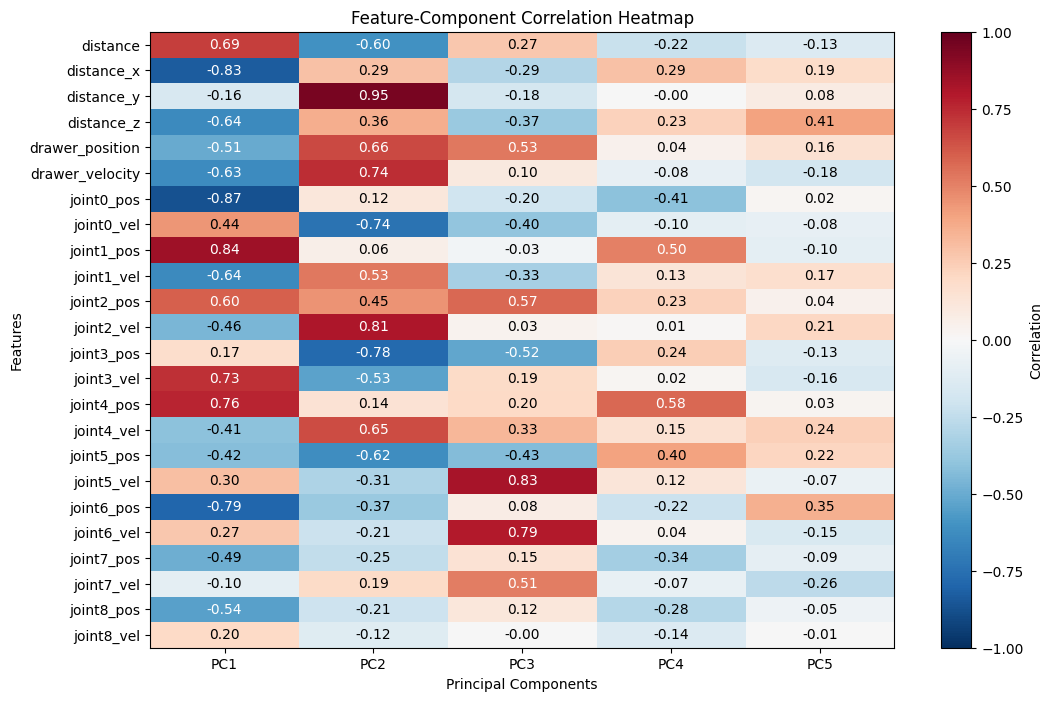 Feature-Component Correlation Heatmap
Features
distance 0.69 -0.60 0.27 -0.22 -0.13
distance_x -0.83 0.29 -0.29 0.29 0.19
distance_y -0.16 0.95 -0.18 -0.00 0.08
distance_z -0.64 0.36 -0.37 0.23 0.41
drawer_position -0.51 0.66 0.53 0.04 0.16
drawer_velocity -0.63 0.74 0.10 -0.08 -0.18
joint0_pos -0.87 0.12 -0.20 -0.41 0.02
joint0_vel 0.44 -0.74 -0.40 -0.10 -0.08
joint1_pos 0.84 0.06 -0.03 0.50 -0.10
joint1_vel -0.64 0.53 -0.33 0.13 0.17
joint2_pos 0.60 0.45 0.57 0.23 0.04
joint2_vel -0.46 0.81 0.03 0.01 0.21
joint3_pos 0.17 -0.78 -0.52 0.24 -0.13
joint3_vel 0.73 -0.53 0.19 0.02 -0.16
joint4_pos 0.76 0.14 0.20 0.58 0.03
joint4_vel -0.41 0.65 0.33 0.15 0.24
joint5_pos -0.42 -0.62 -0.43 0.40 0.22
joint5_vel 0.30 -0.31 0.83 0.12 -0.07
joint6_pos -0.79 -0.37 0.08 -0.22 0.35
joint6_vel 0.27 -0.21 0.79 0.04 -0.15
joint7_pos -0.49 -0.25 0.15 -0.34 -0.09
joint7_vel -0.10 0.19 0.51 -0.07 -0.26
joint8_pos -0.54 -0.21 0.12 -0.28 -0.05
joint8_vel 0.20 -0.12 -0.00 -0.14 -0.01
PC1 PC2 PC3 PC4 PC5
Principal Components
1.00
0.75
0.50
0.25
0.00
−0.25
−0.50
−0.75
−1.00
Correlation